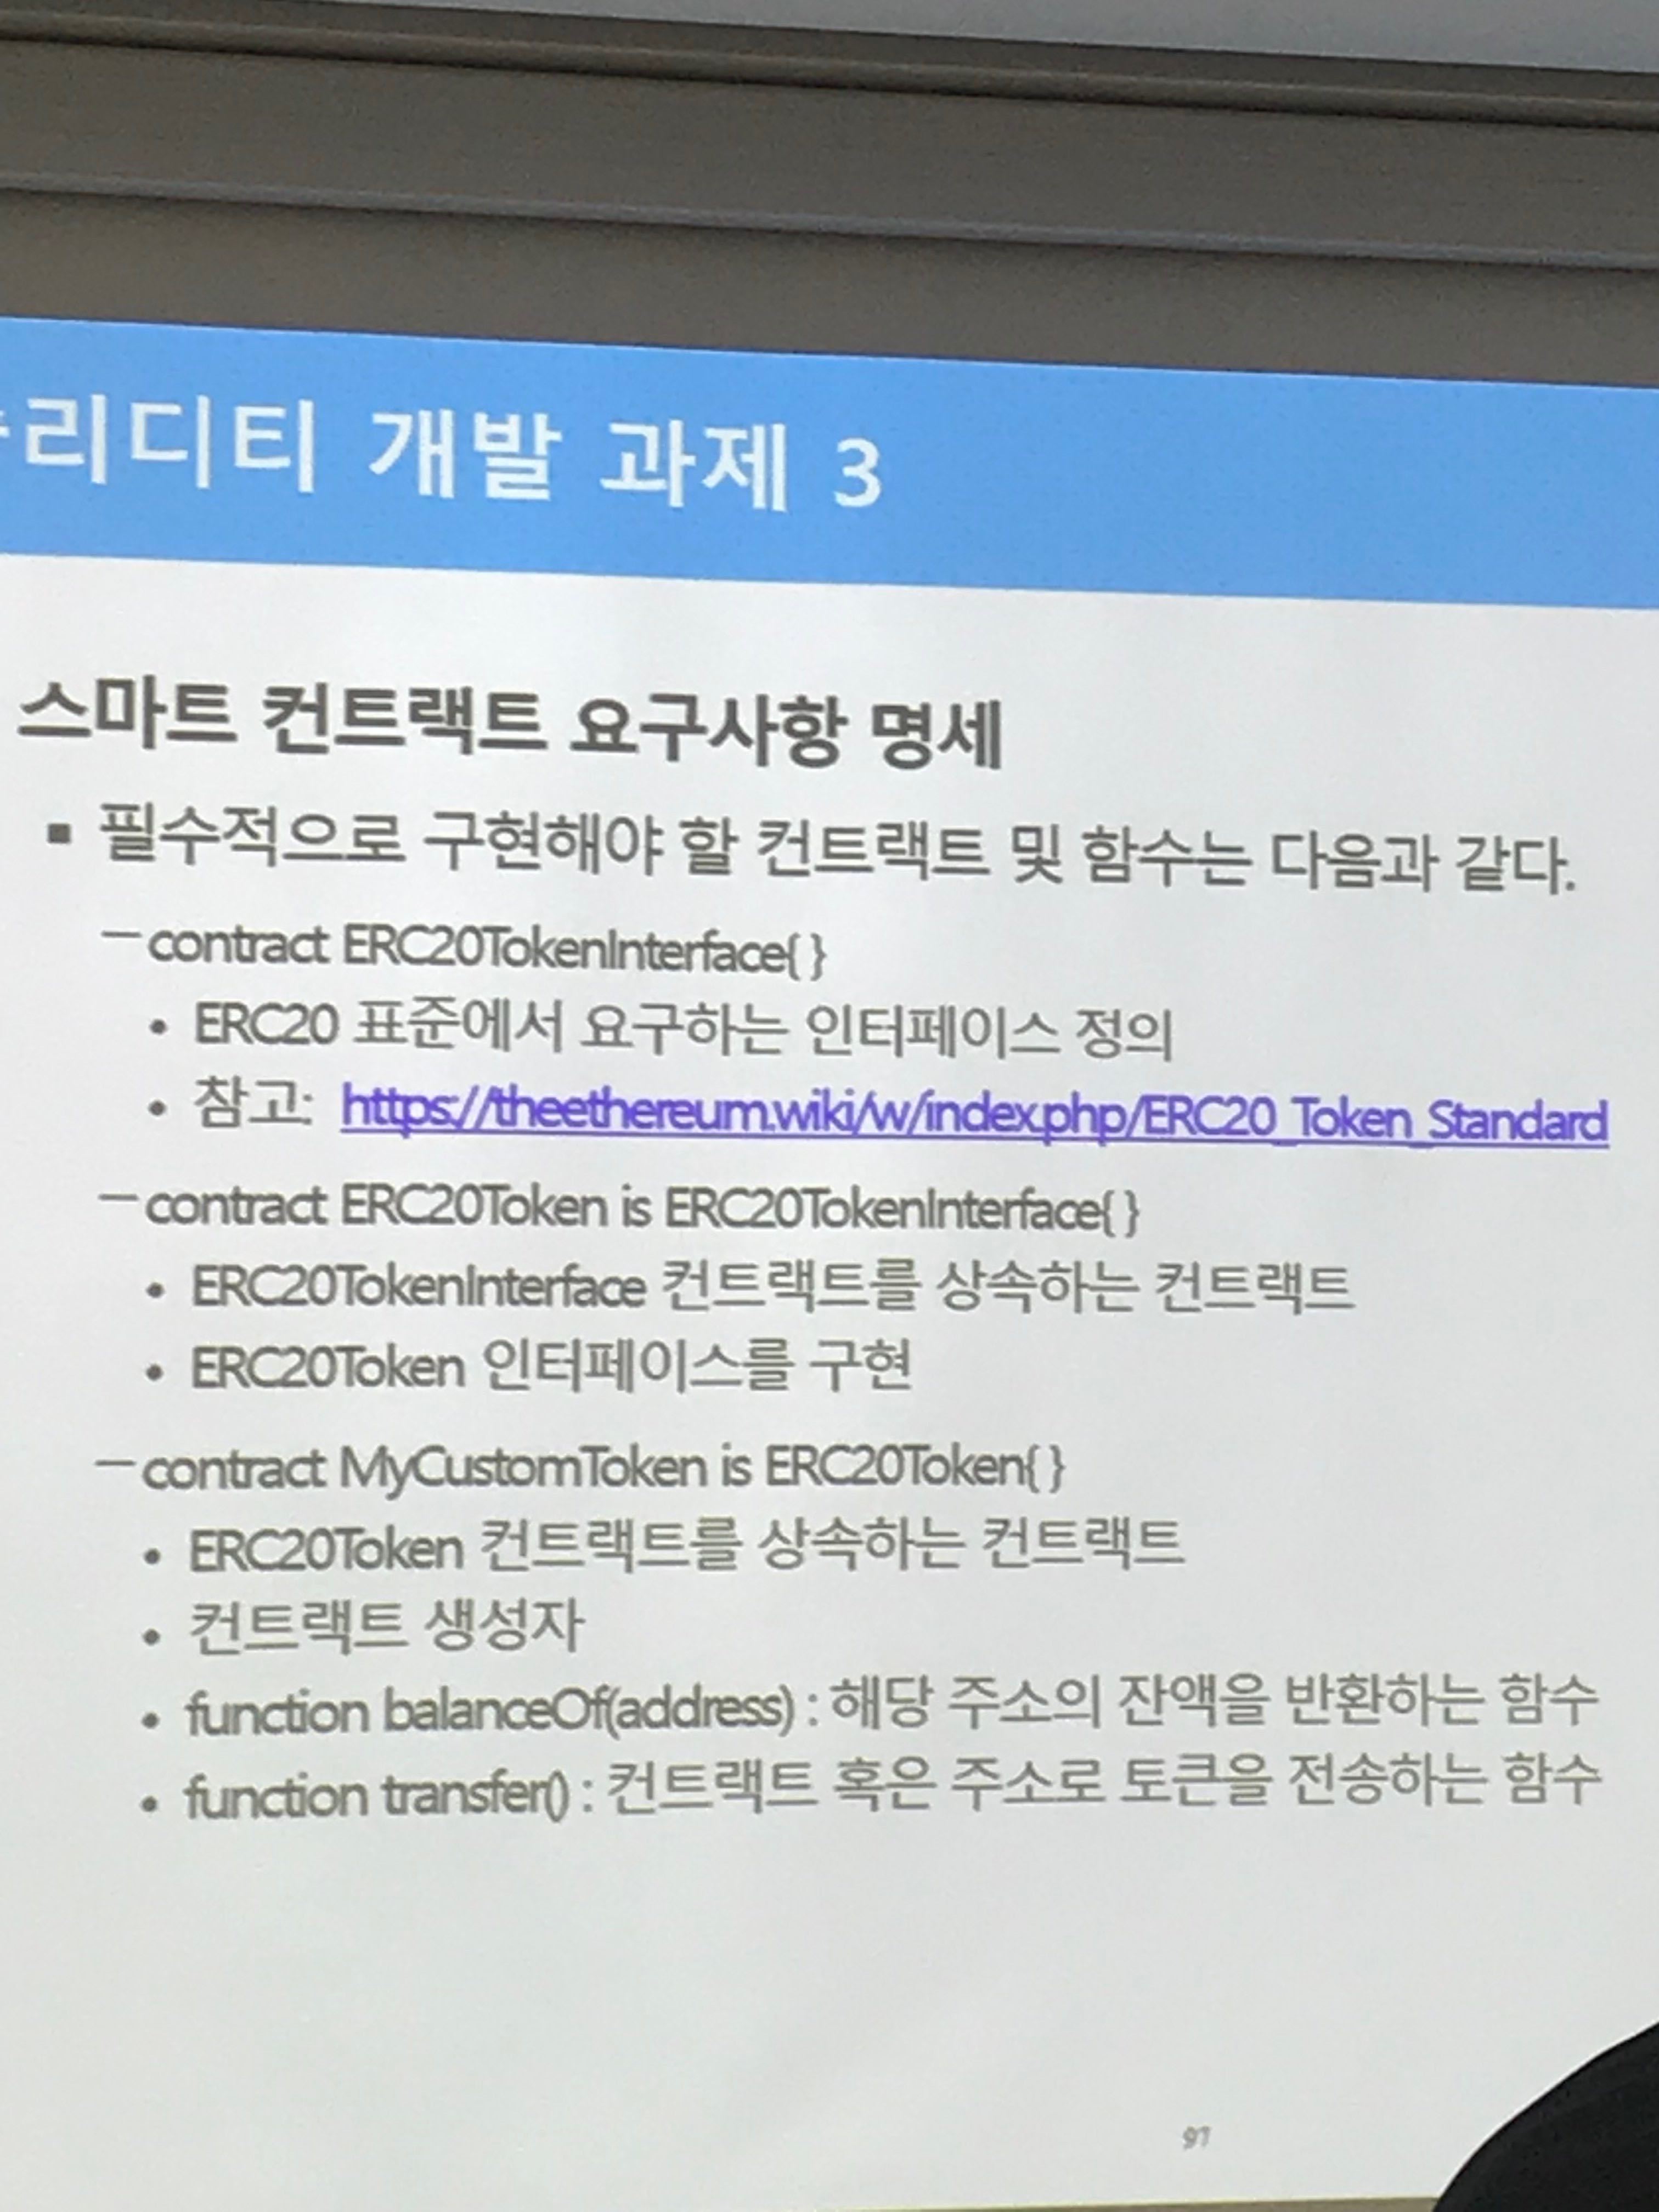 리디티 개발 과제 3
스마트 컨트랙트 요구사항 명세
▪ 필수적으로 구현해야 할 컨트랙트 및 함수는 다음과 같다.
– contract ERC20TokenInterface{ }
• ERC20 표준에서 요구하는 인터페이스 정의
• 참고: https://theethereum.wiki/w/index.php/ERC20_Token_Standard
– contract ERC20Token is ERC20TokenInterface{ }
• ERC20TokenInterface 컨트랙트를 상속하는 컨트랙트
• ERC20Token 인터페이스를 구현
– contract MyCustomToken is ERC20Token{ }
• ERC20Token 컨트랙트를 상속하는 컨트랙트
• 컨트랙트 생성자
• function balanceOf(address) : 해당 주소의 잔액을 반환하는 함수
• function transfer() : 컨트랙트 혹은 주소로 토큰을 전송하는 함수
97